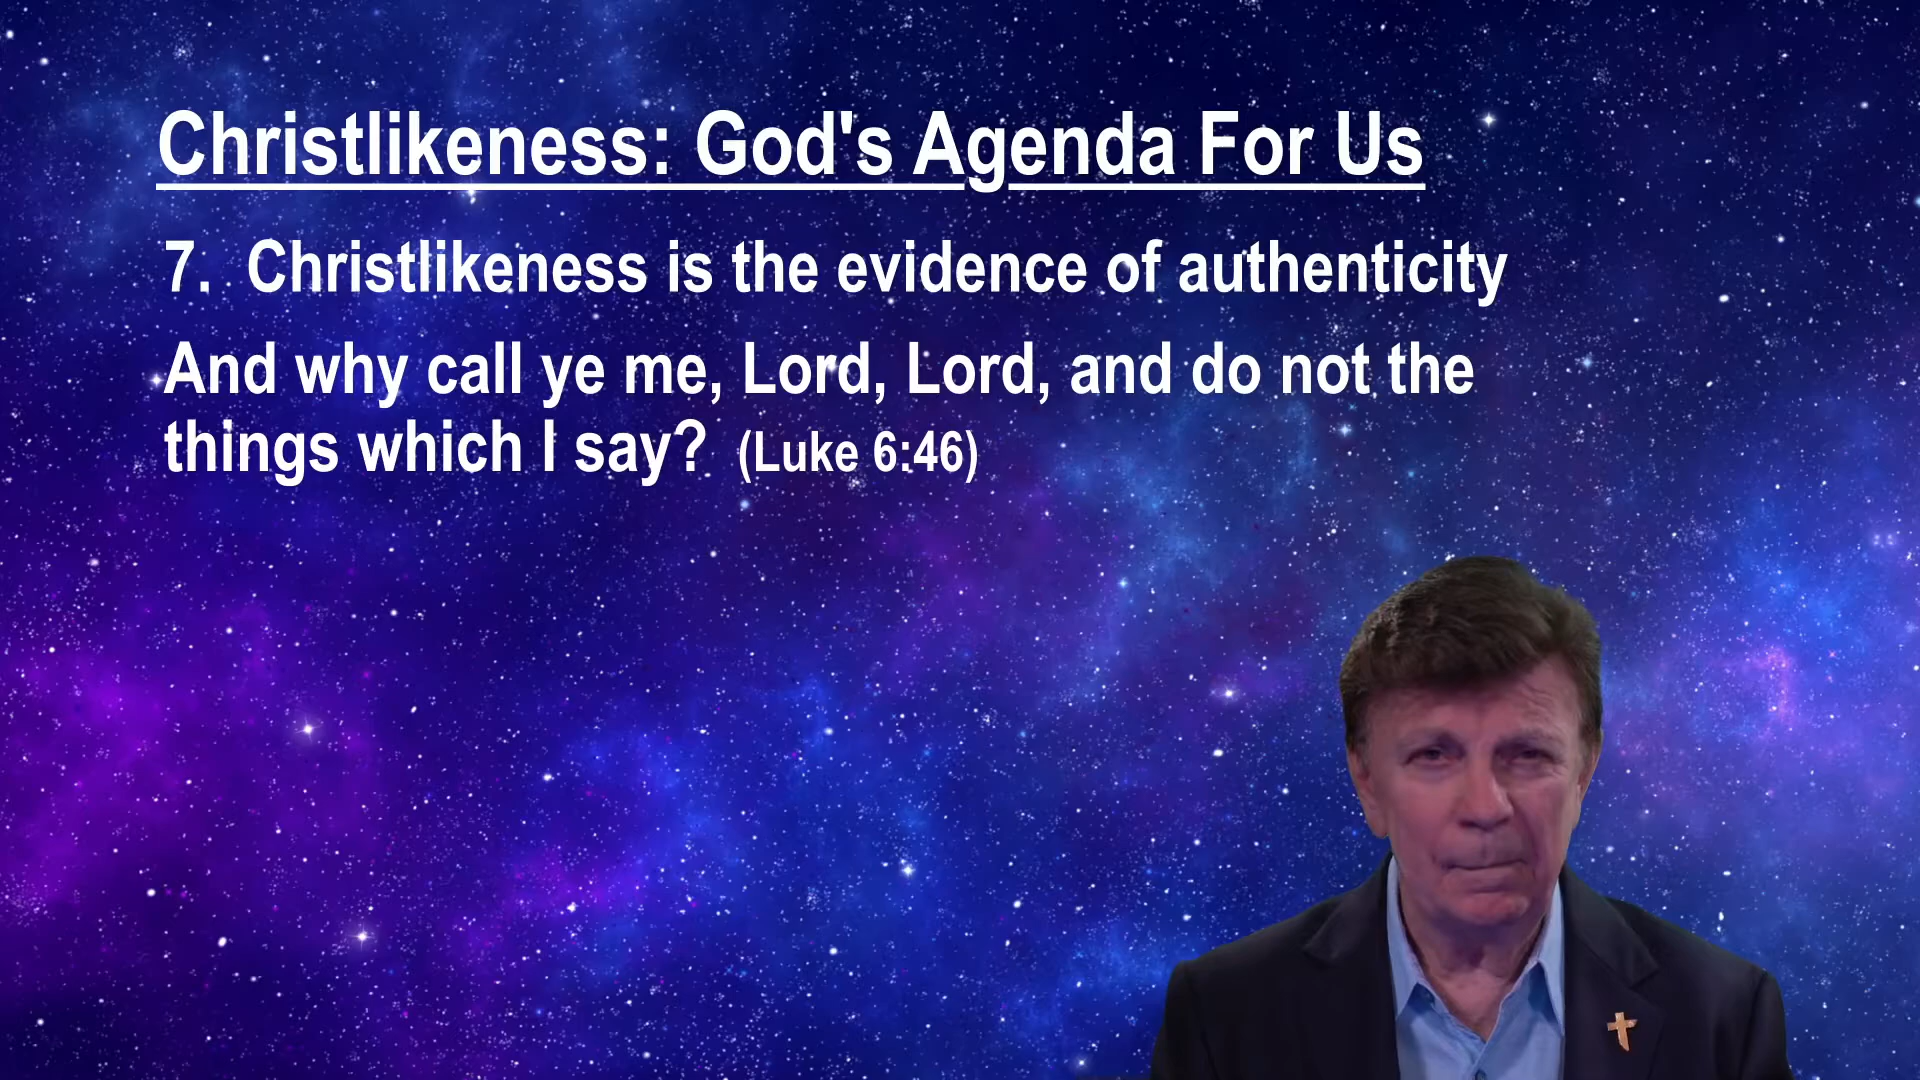 Christlikeness: God's Agenda For Us
7. Christlikeness is the evidence of authenticity
And why call ye me, Lord, Lord, and do not the
things which I say? (Luke 6:46)